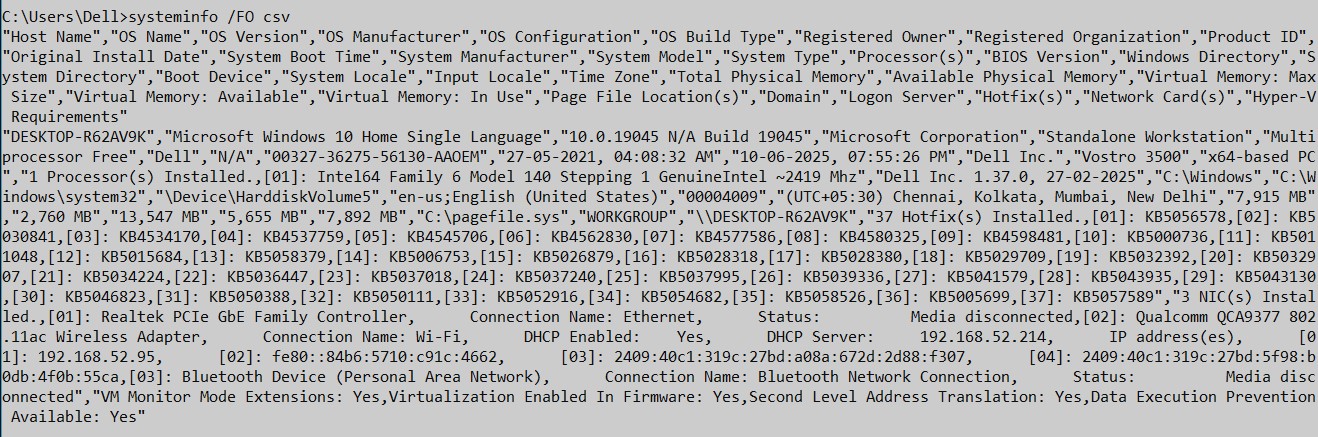 C:\Users\Dell>systeminfo /FO csv
"Host Name","OS Name","OS Version","OS Manufacturer","OS Configuration","OS Build Type","Registered Owner","Registered Organization","Product ID",
"Original Install Date","System Boot Time","System Manufacturer","System Model","System Type","Processor(s)","BIOS Version","Windows Directory","S
ystem Directory","Boot Device","System Locale","Input Locale","Time Zone","Total Physical Memory","Available Physical Memory","Virtual Memory: Max
 Size","Virtual Memory: Available","Virtual Memory: In Use","Page File Location(s)","Domain","Logon Server","Hotfix(s)","Network Card(s)","Hyper-V
 Requirements"
"DESKTOP-R62AV9K","Microsoft Windows 10 Home Single Language","10.0.19045 N/A Build 19045","Microsoft Corporation","Standalone Workstation","Multi
processor Free","Dell","N/A","00327-36275-56130-AAOEM","27-05-2021, 04:08:32 AM","10-06-2025, 07:55:26 PM","Dell Inc.","Vostro 3500","x64-based PC
","1 Processor(s) Installed.,[01]: Intel64 Family 6 Model 140 Stepping 1 GenuineIntel ~2419 Mhz","Dell Inc. 1.37.0, 27-02-2025","C:\Windows","C:\W
indows\system32","\Device\HarddiskVolume5","en-us;English (United States)","00004009","(UTC+05:30) Chennai, Kolkata, Mumbai, New Delhi","7,915 MB"
,"2,760 MB","13,547 MB","5,655 MB","7,892 MB","C:\pagefile.sys","WORKGROUP","\\DESKTOP-R62AV9K","37 Hotfix(s) Installed.,[01]: KB5056578,[02]: KB5
030841,[03]: KB4534170,[04]: KB4537759,[05]: KB4545706,[06]: KB4562830,[07]: KB4577586,[08]: KB4580325,[09]: KB4598481,[10]: KB5000736,[11]: KB501
1048,[12]: KB5015684,[13]: KB5058379,[14]: KB5006753,[15]: KB5026879,[16]: KB5028318,[17]: KB5028380,[18]: KB5029709,[19]: KB5032392,[20]: KB50329
07,[21]: KB5034224,[22]: KB5036447,[23]: KB5037018,[24]: KB5037240,[25]: KB5037995,[26]: KB5039336,[27]: KB5041579,[28]: KB5043935,[29]: KB5043130
,[30]: KB5046823,[31]: KB5050388,[32]: KB5050111,[33]: KB5052916,[34]: KB5054682,[35]: KB5058526,[36]: KB5005699,[37]: KB5057589","3 NIC(s) Instal
led.,[01]: Realtek PCIe GbE Family Controller,      Connection Name: Ethernet,      Status:          Media disconnected,[02]: Qualcomm QCA9377 802
.11ac Wireless Adapter,      Connection Name: Wi-Fi,      DHCP Enabled:    Yes,      DHCP Server:     192.168.52.214,      IP address(es),      [0
1]: 192.168.52.95,      [02]: fe80::84b6:5710:c91c:4662,      [03]: 2409:40c1:319c:27bd:a08a:672d:2d88:f307,      [04]: 2409:40c1:319c:27bd:5f98:b
0db:4f0b:55ca,[03]: Bluetooth Device (Personal Area Network),      Connection Name: Bluetooth Network Connection,      Status:          Media disc
onnected","VM Monitor Mode Extensions: Yes,Virtualization Enabled In Firmware: Yes,Second Level Address Translation: Yes,Data Execution Prevention
 Available: Yes"